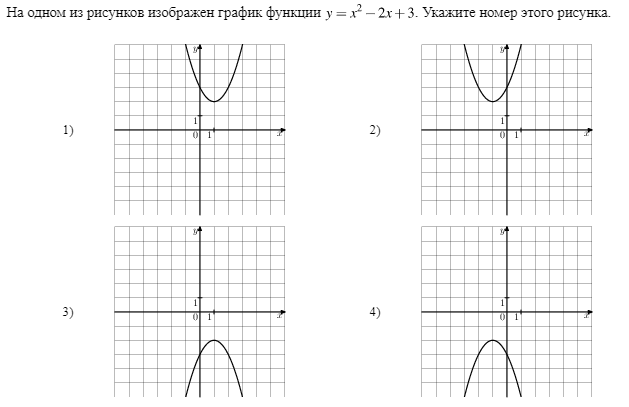 На одном из рисунков изображен график функции y = x² − 2x + 3. Укажите номер этого рисунка.
1)
y
1
0 1 x
2)
y
1
0 1 x
3)
y
1
0 1 x
4)
y
1
0 1 x